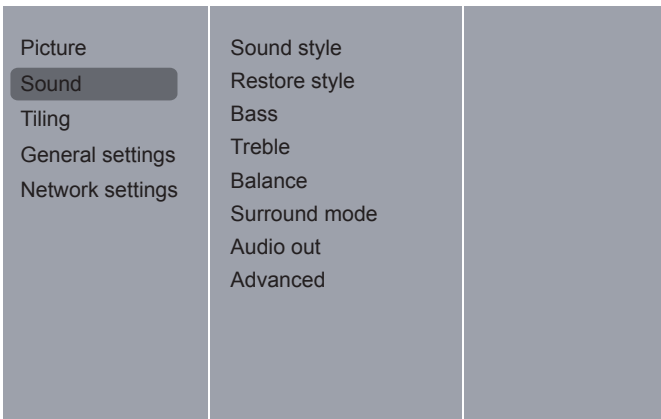 Picture
Sound
Tiling
General settings
Network settings
Sound style
Restore style
Bass
Treble
Balance
Surround mode
Audio out
Advanced